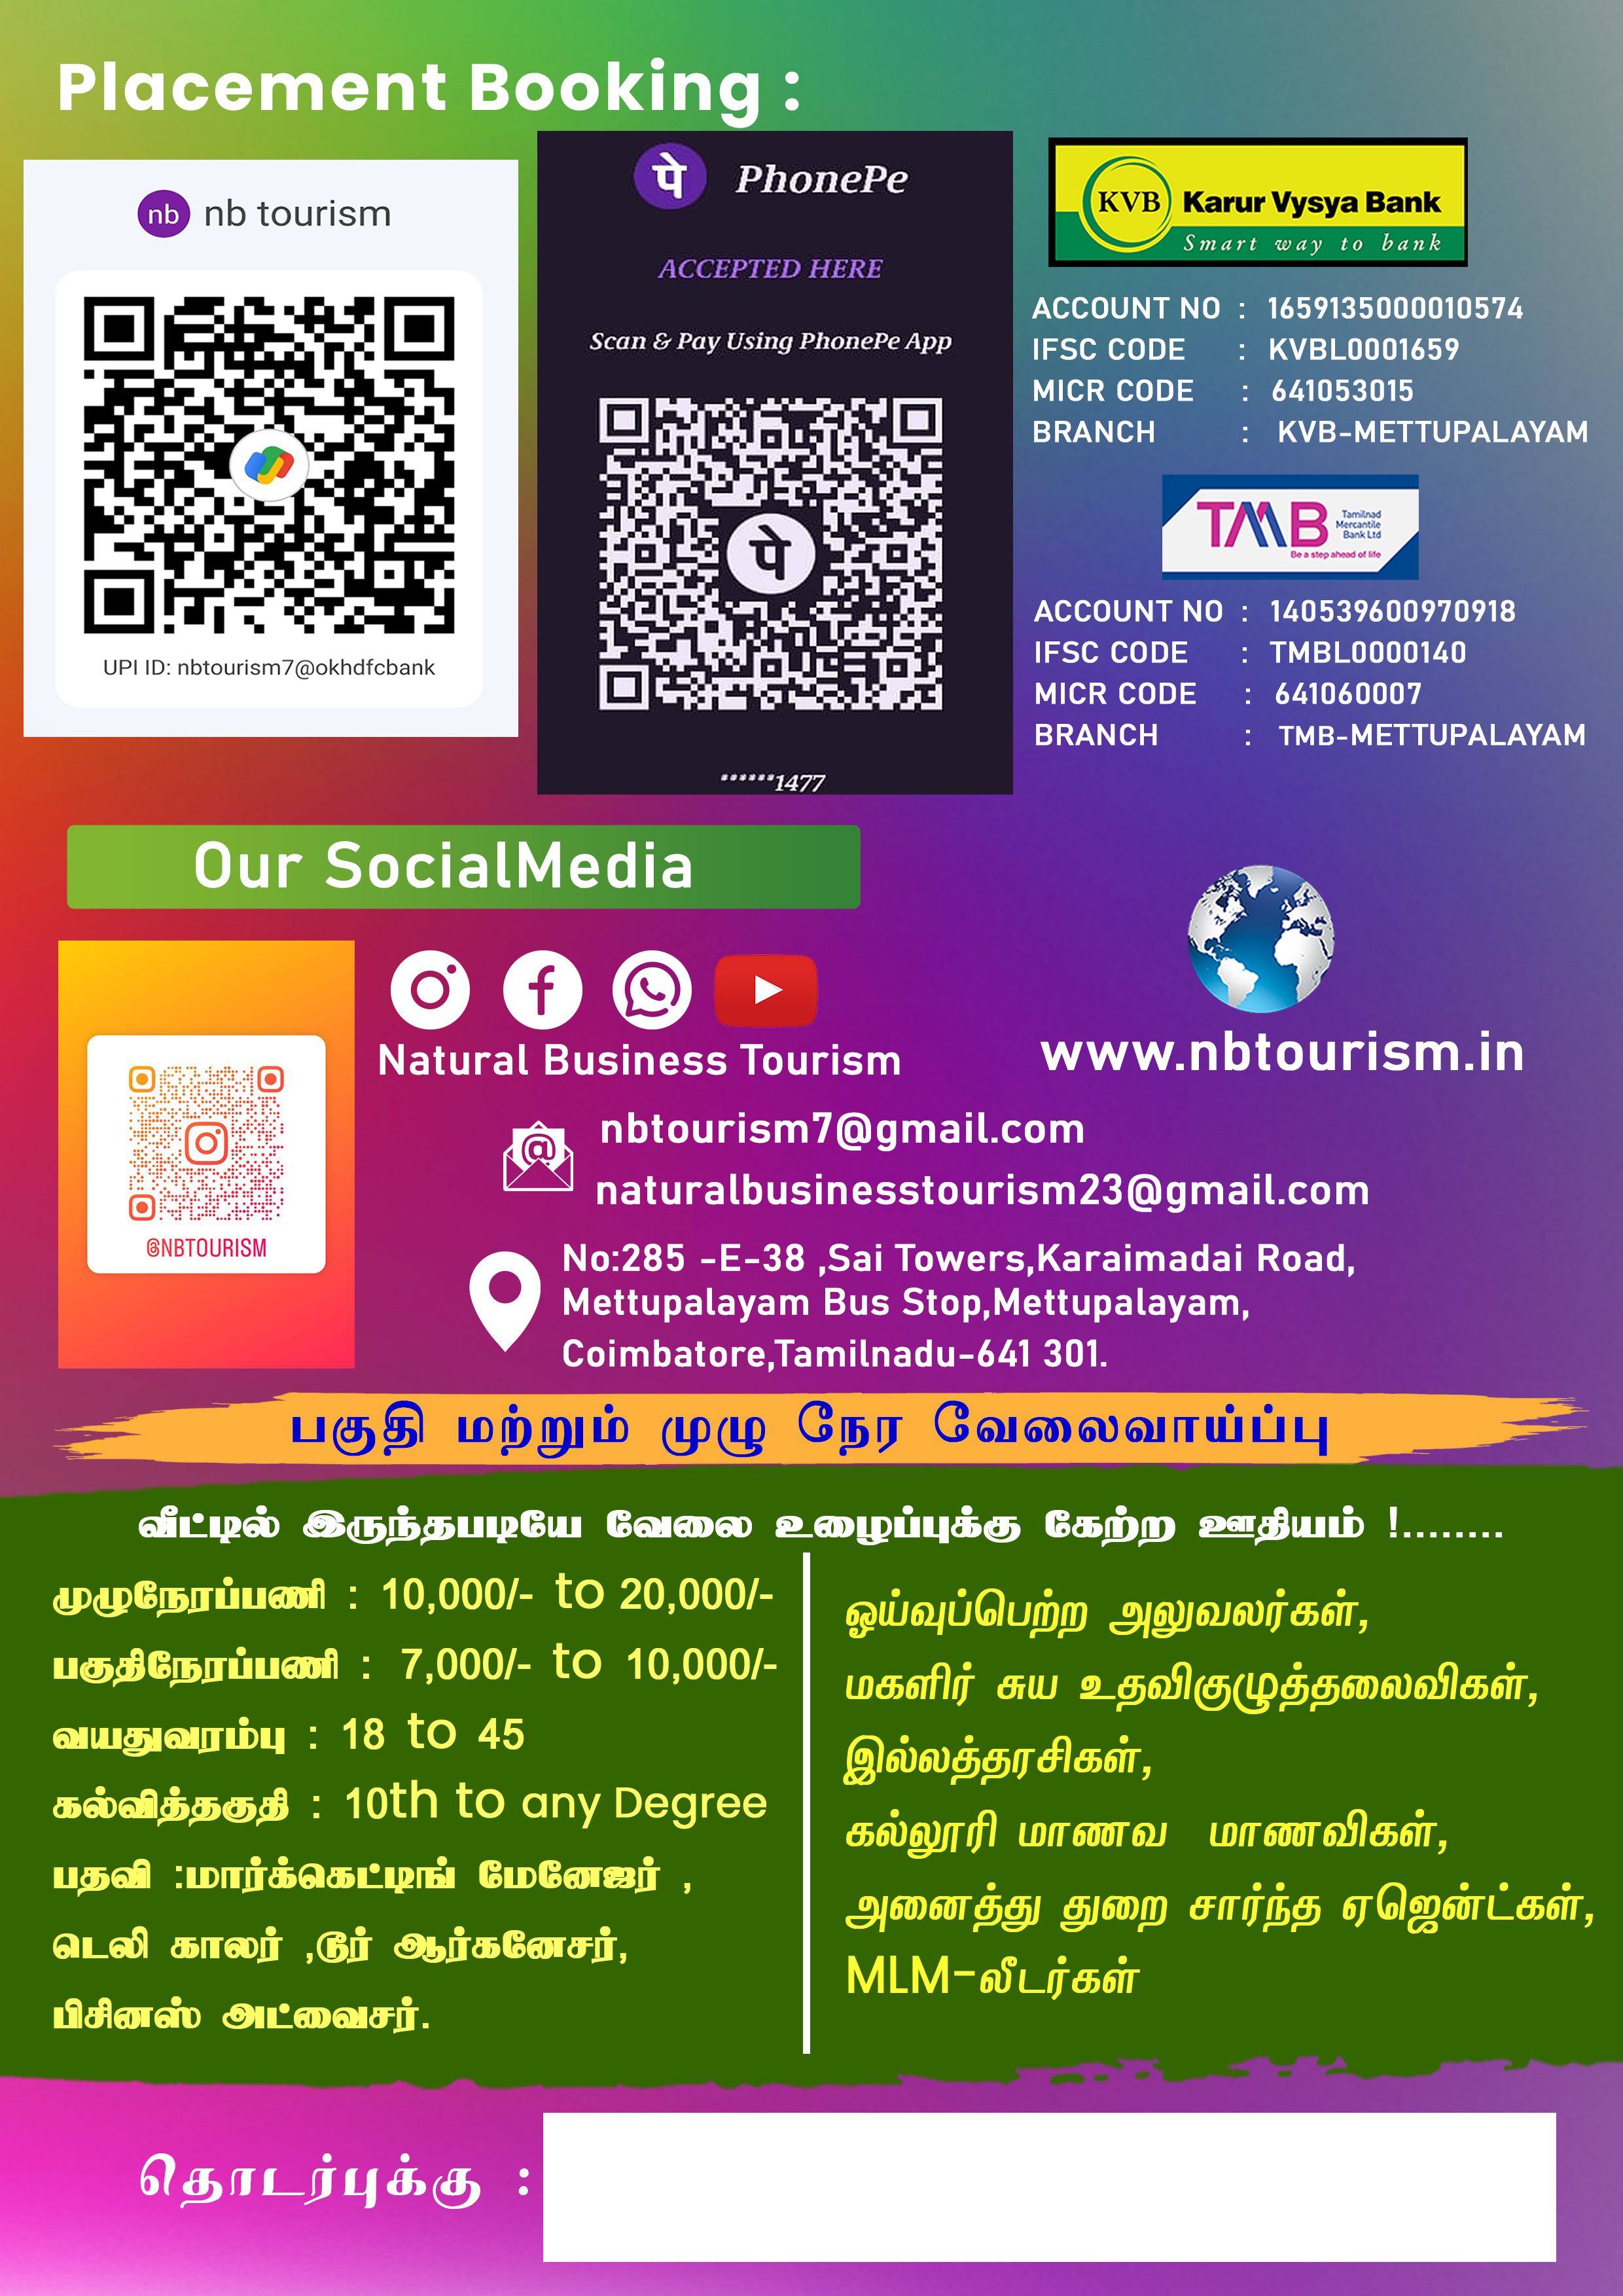 Placement Booking :
nb nb tourism
UPI ID: nbtourism7@okhdfcbank
पे PhonePe
ACCEPTED HERE
Scan & Pay Using PhonePe App
पे
******1477
KVB Karur Vysya Bank
Smart way to bank
ACCOUNT NO : 1659135000010574
IFSC CODE : KVBL0001659
MICR CODE : 641053015
BRANCH : KVB-METTUPALAYAM
TMB Tamilnad
Mercantile
Bank Ltd
Be a step ahead of life
ACCOUNT NO : 140539600970918
IFSC CODE : TMBL0000140
MICR CODE : 641060007
BRANCH : TMB-METTUPALAYAM
Our SocialMedia
@NBTOURISM
Natural Business Tourism
www.nbtourism.in
nbtourism7@gmail.com
naturalbusinesstourism23@gmail.com
No:285 -E-38 ,Sai Towers,Karaimadai Road,
Mettupalayam Bus Stop,Mettupalayam,
Coimbatore,Tamilnadu-641 301.
பகுதி மற்றும் முழு நேர வேலைவாய்ப்பு
வீட்டில் இருந்தபடியே வேலை உழைப்புக்கு கேற்ற ஊதியம் !........
முழுநேரப்பணி : 10,000/- to 20,000/-
பகுதிநேரப்பணி : 7,000/- to 10,000/-
வயதுவரம்பு : 18 to 45
கல்வித்தகுதி : 10th to any Degree
பதவி :மார்க்கெட்டிங் மேனேஜர் ,
டெலி காலர் ,டூர் ஆர்கனேசர்,
பிசினஸ் அட்வைசர்.
ஓய்வுப்பெற்ற அலுவலர்கள்,
மகளிர் சுய உதவிகுழுத்தலைவிகள்,
இல்லத்தரசிகள்,
கல்லூரி மாணவ மாணவிகள்,
அனைத்து துறை சார்ந்த ஏஜென்ட்கள்,
MLM-லீடர்கள்
தொடர்புக்கு :